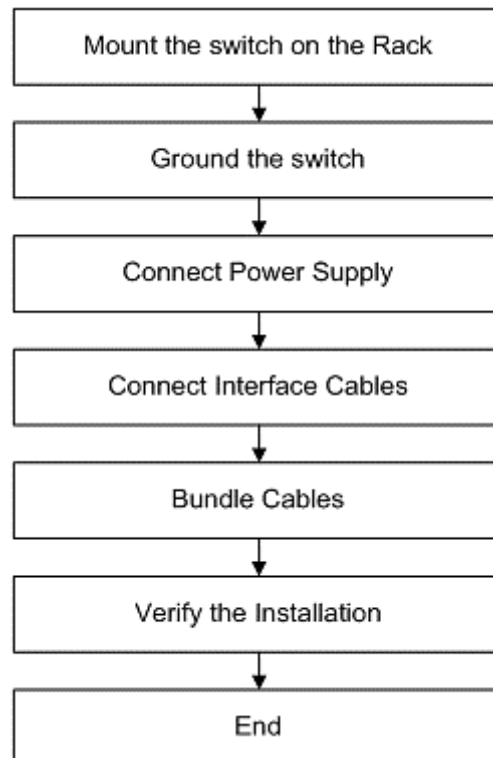 Mount the switch on the Rack
Ground the switch
Connect Power Supply
Connect Interface Cables
Bundle Cables
Verify the Installation
End